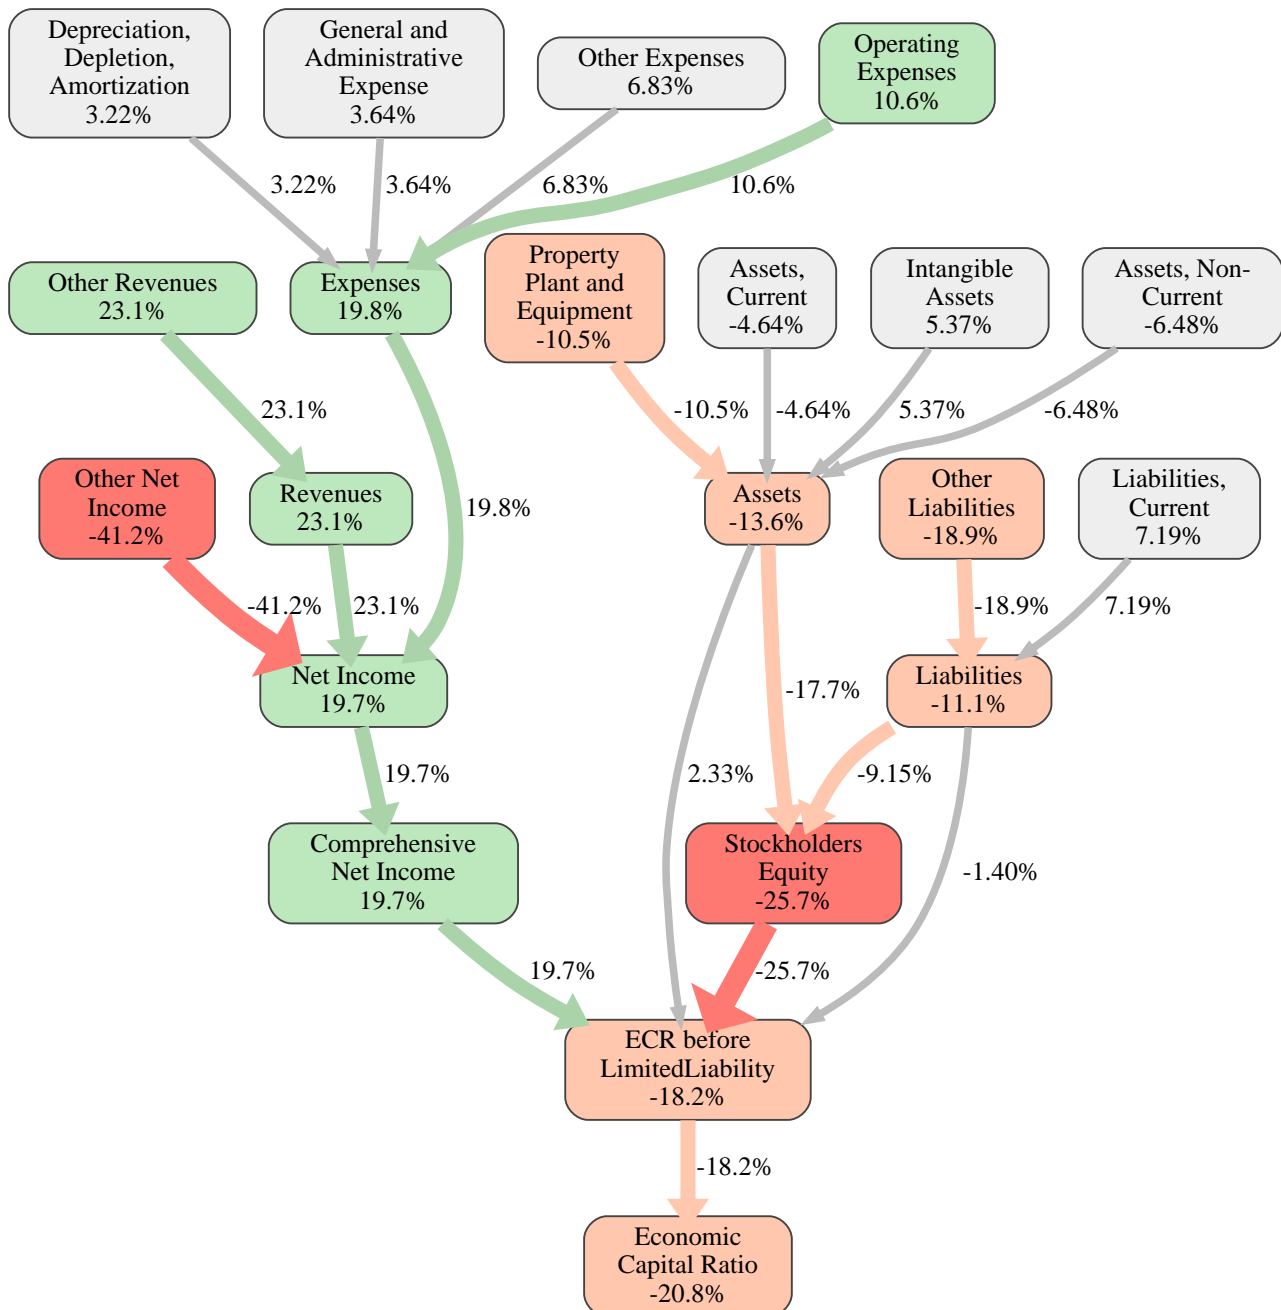 Depreciation,
Depletion,
Amortization
3.22%
General and
Administrative
Expense
3.64%
Other Expenses
6.83%
Operating
Expenses
10.6%
3.22%
3.64%
6.83%
10.6%
Other Revenues
23.1%
Expenses
19.8%
Property
Plant and
Equipment
-10.5%
Assets,
Current
-4.64%
Intangible
Assets
5.37%
Assets, Non-
Current
-6.48%
23.1%
-10.5%
-4.64%
5.37%
-6.48%
Other Net
Income
-41.2%
Revenues
23.1%
19.8%
Assets
-13.6%
Other
Liabilities
-18.9%
Liabilities,
Current
7.19%
-41.2%
23.1%
-18.9%
7.19%
Net Income
19.7%
-17.7%
Liabilities
-11.1%
19.7%
2.33%
-9.15%
Comprehensive
Net Income
19.7%
Stockholders
Equity
-25.7%
-1.40%
19.7%
-25.7%
ECR before
LimitedLiability
-18.2%
-18.2%
Economic
Capital Ratio
-20.8%